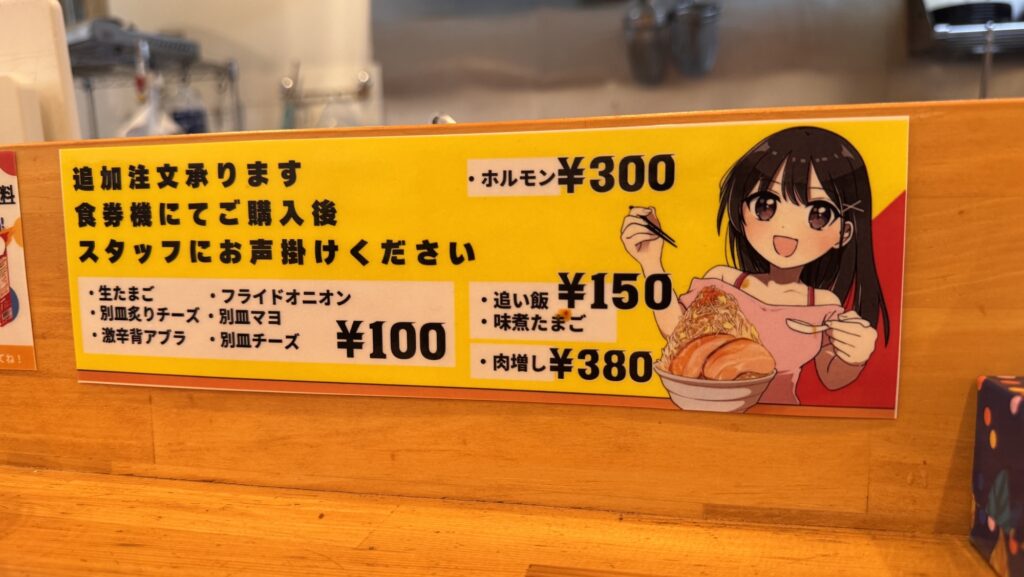 追加注文承ります
食券機にてご購入後
スタッフにお声掛けください
・生たまご ・フライドオニオン
・別皿炙りチーズ ・別皿マヨ
・激辛背アブラ ・別皿チーズ
¥100
・ホルモン ¥300
・追い飯 ¥150
・味煮たまご
・肉増し ¥380
料
てね!